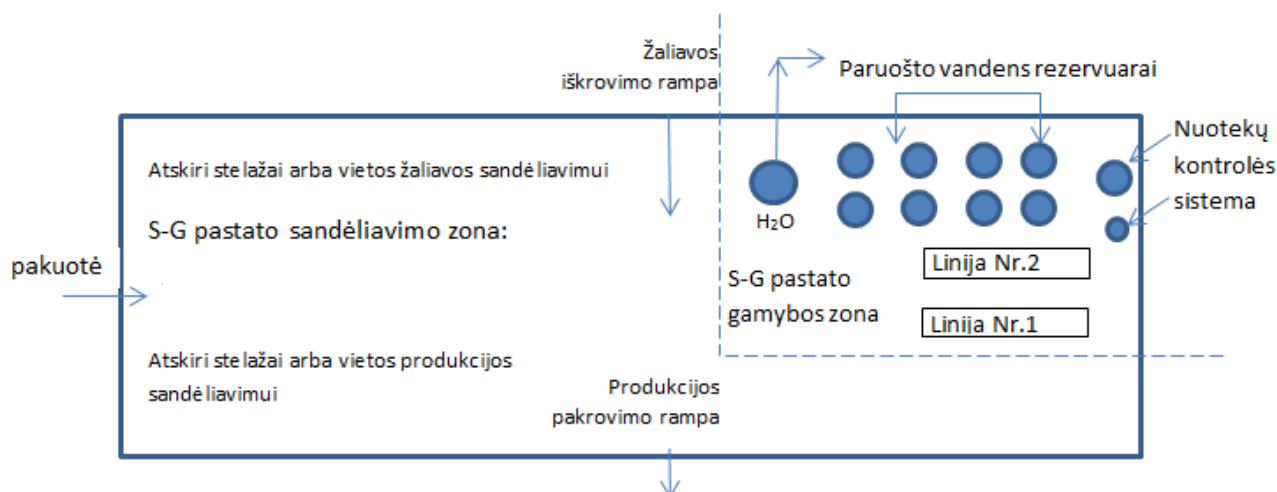 Žaliavos
iškrovimo rampa
Paruošto vandens rezervuarai
Nuotekų
kontrolės
sistema
Atskiri stelažai arba vietos žaliavos sandėliavimui
H₂O
S-G pastato sandėliavimo zona:
pakuotė
Linija Nr.2
S-G pastato
gamybos zona
Linija Nr.1
Atskiri stelažai arba vietos produkcijos
sandėliavimui
Produkcijos
pakrovimo rampa